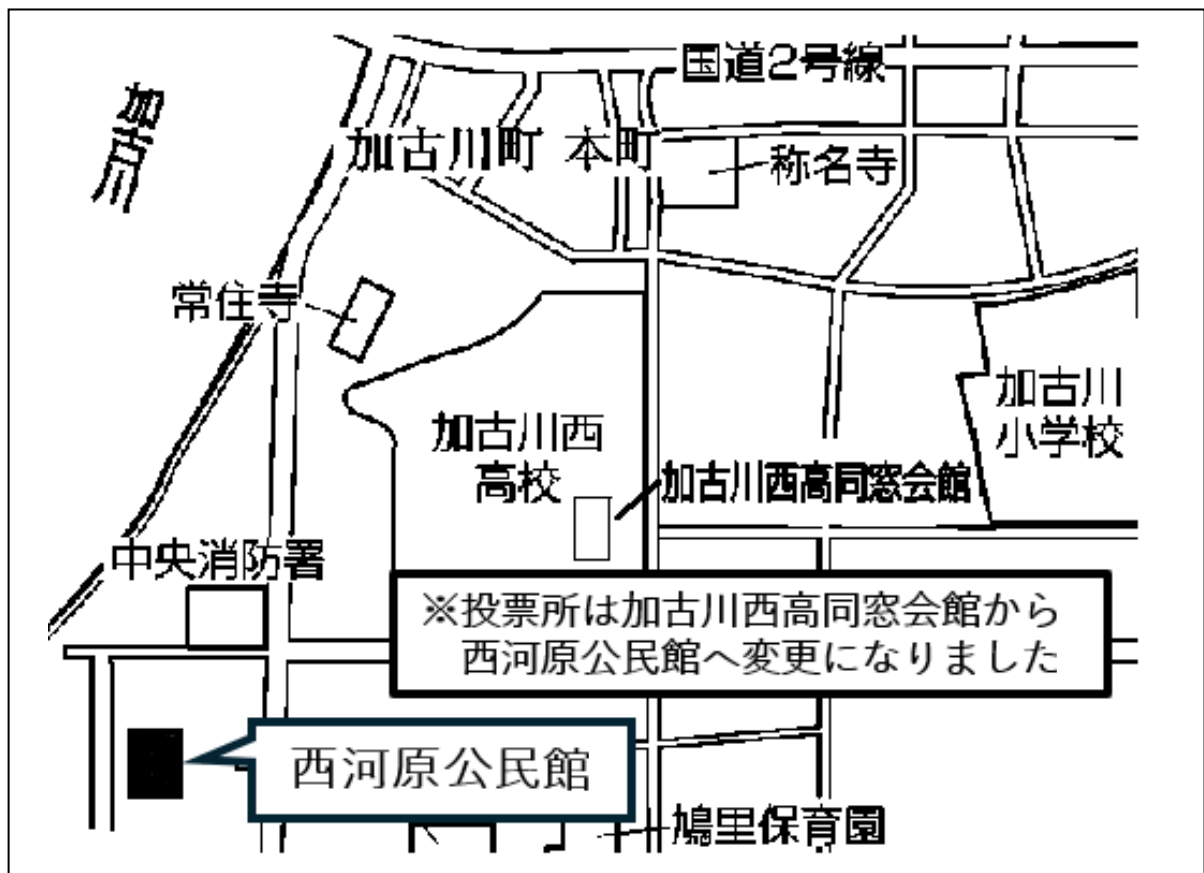 国道2号線
加古川
加古川町 本町
称名寺
常住寺
加古川
小学校
加古川西
高校
加古川西高同窓会館
中央消防署
※投票所は加古川西高同窓会館から
西河原公民館へ変更になりました
西河原公民館
鳩里保育園